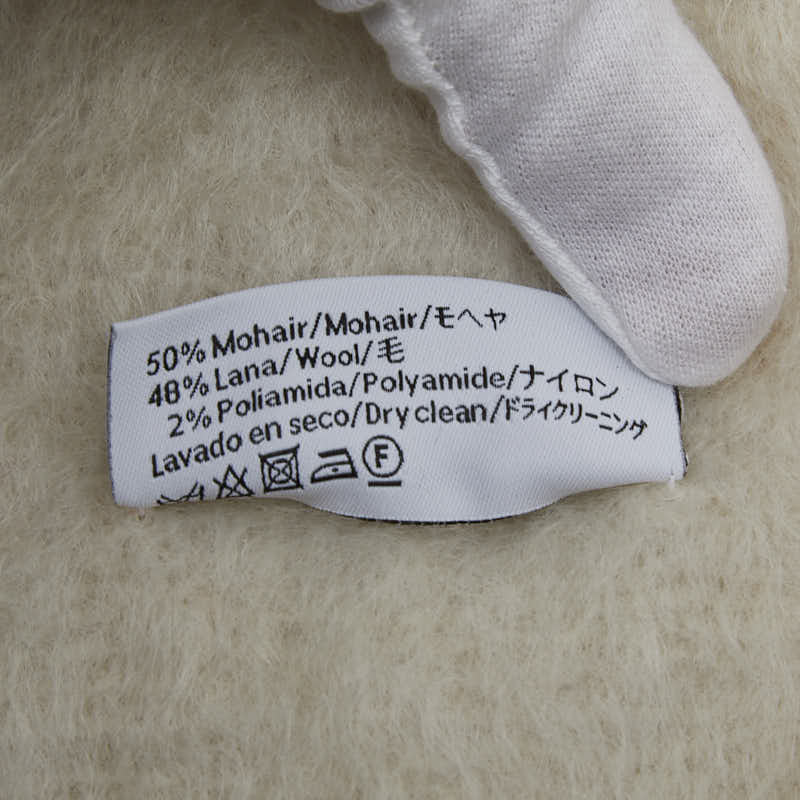 50% Mohair/Mohair/モヘヤ
48% Lana/Wool/毛
2% Poliamida/Polyamide/ナイロン
Lavado en seco/Dry clean/ドライクリーニング
F